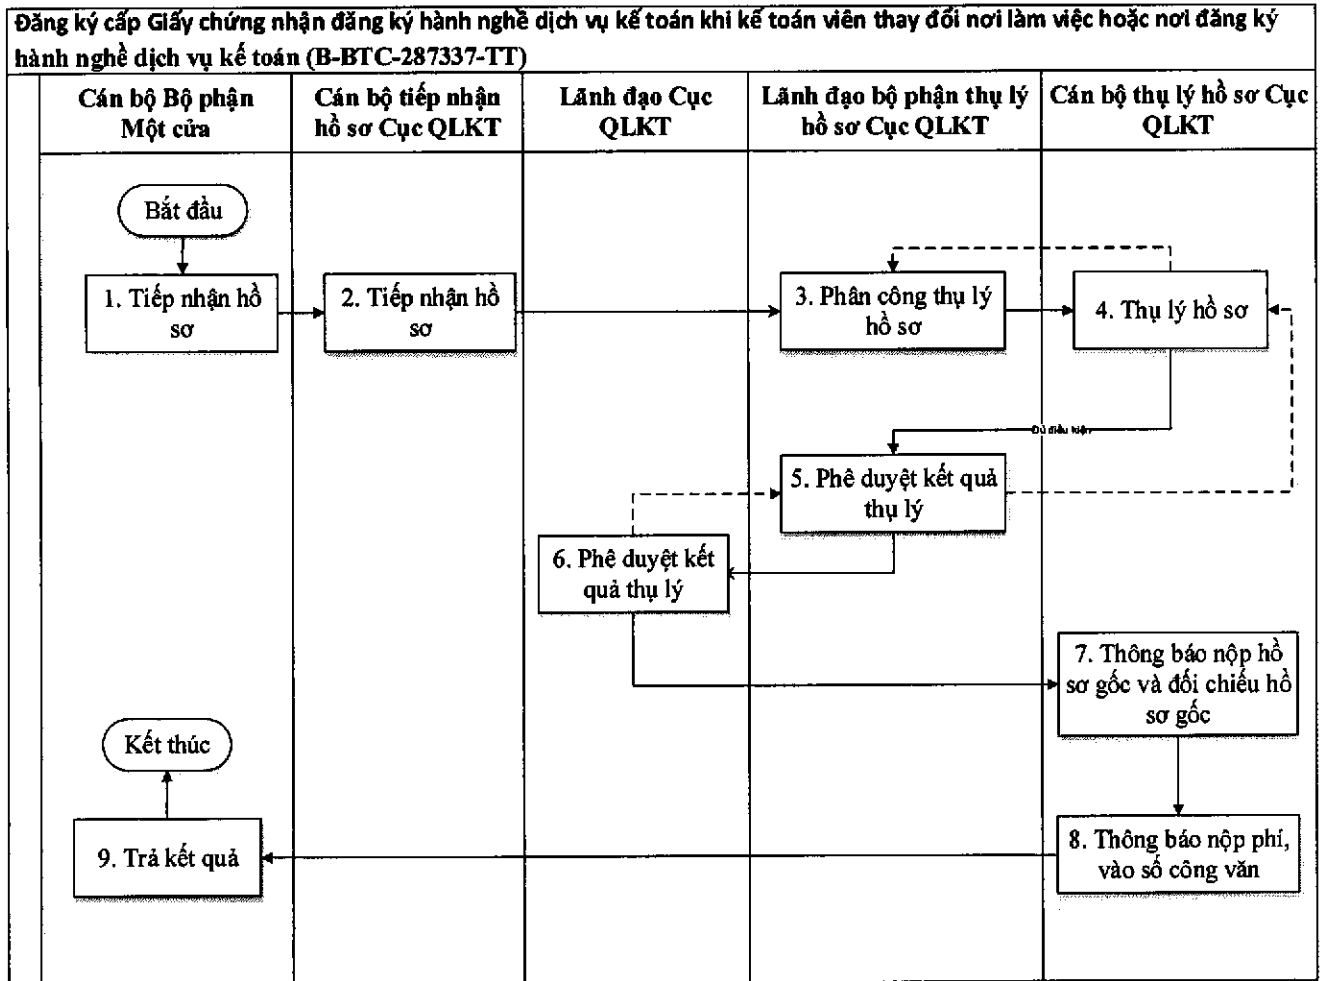 Đăng ký cấp Giấy chứng nhận đăng ký hành nghề dịch vụ kế toán khi kế toán viên thay đổi nơi làm việc hoặc nơi đăng ký
hành nghề dịch vụ kế toán (B-BTC-287337-TT)
Cán bộ Bộ phận
Một cửa
Cán bộ tiếp nhận
hồ sơ Cục QLKT
Lãnh đạo Cục
QLKT
Lãnh đạo bộ phận thụ lý
hồ sơ Cục QLKT
Cán bộ thụ lý hồ sơ Cục
QLKT
Bắt đầu
1. Tiếp nhận hồ
sơ
2. Tiếp nhận hồ
sơ
3. Phân công thụ lý
hồ sơ
4. Thụ lý hồ sơ
Đủ điều kiện
5. Phê duyệt kết quả
thụ lý
6. Phê duyệt kết
quả thụ lý
7. Thông báo nộp hồ
sơ gốc và đối chiếu hồ
sơ gốc
Kết thúc
8. Thông báo nộp phí,
vào sổ công văn
9. Trả kết quả